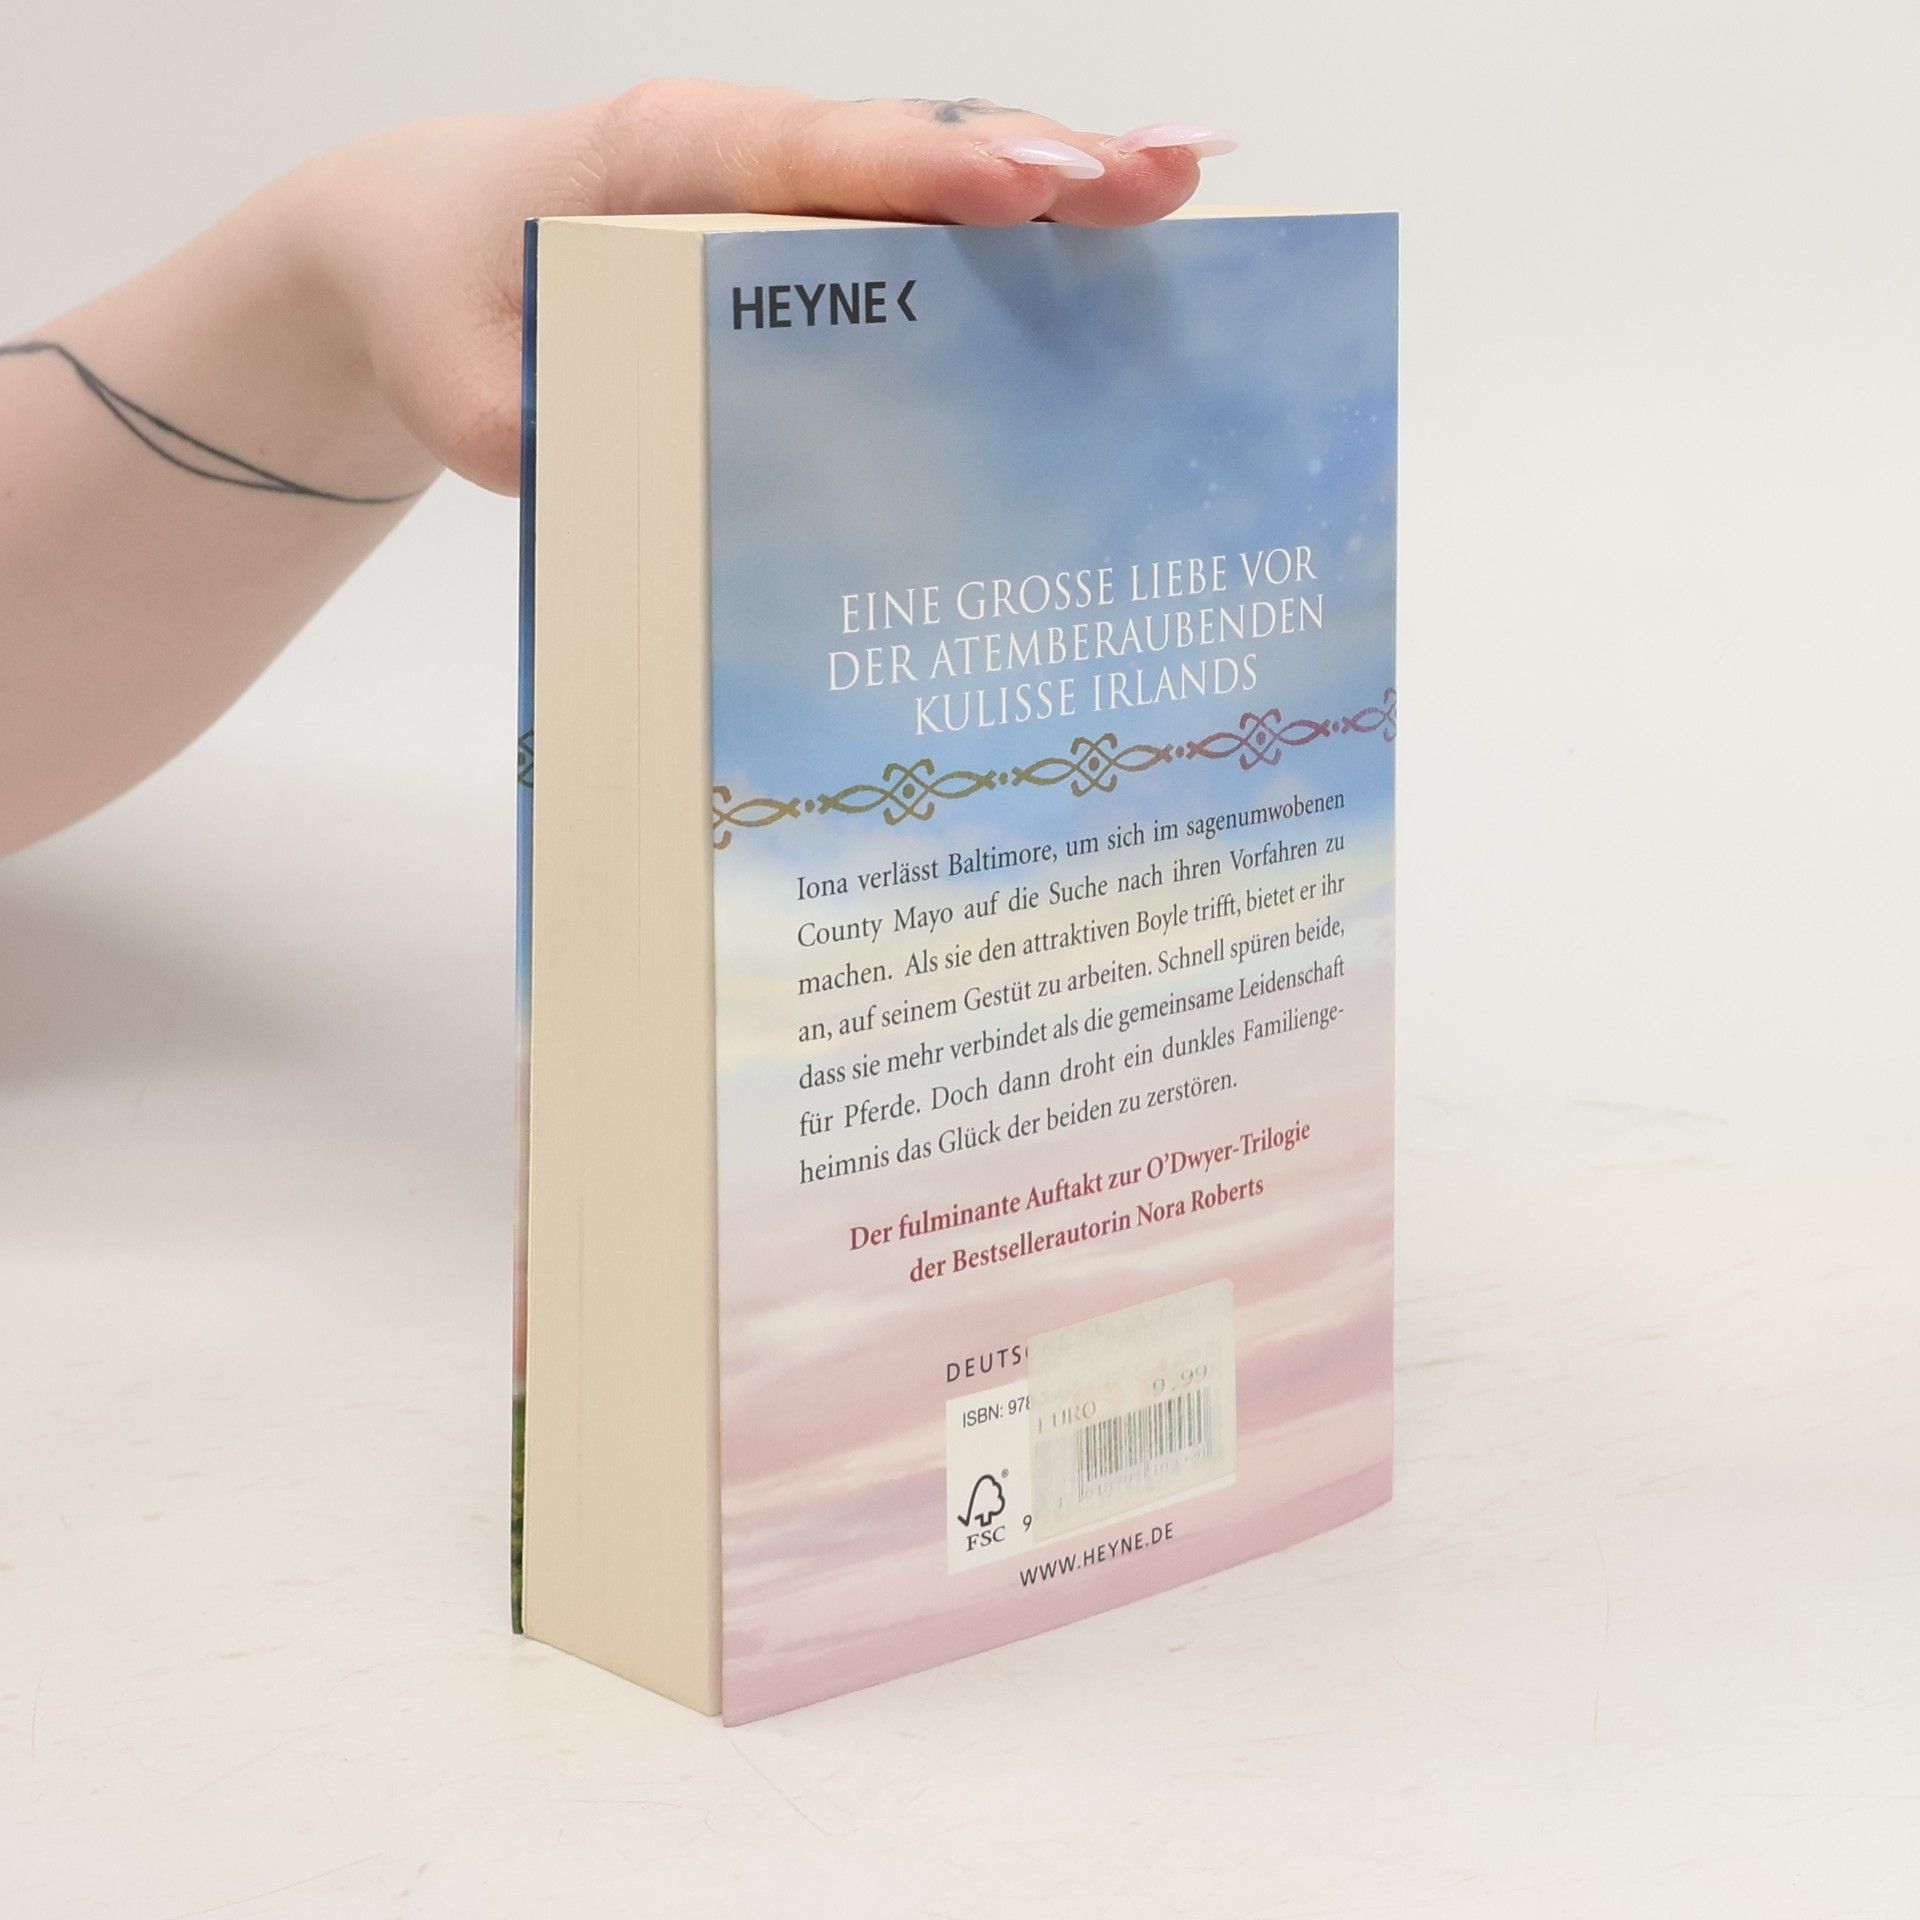 HEYNE<
EINE GROSSE LIEBE VOR
DER ATEMBERAUBENDEN
KULISSE IRLANDS
Iona verlässt Baltimore, um sich im sagenumwobenen
County Mayo auf die Suche nach ihren Vorfahren zu
machen. Als sie den attraktiven Boyle trifft, bietet er ihr
an, auf seinem Gestüt zu arbeiten. Schnell spüren beide,
dass sie mehr verbindet als die gemeinsame Leidenschaft
für Pferde. Doch dann droht ein dunkles Familienge-
heimnis das Glück der beiden zu zerstören.
Der fulminante Auftakt zur O'Dwyer-Trilogie
der Bestsellerautorin Nora Roberts
DEUTS
ISBN: 978
EURO 9.99
FSC®
9
WWW.HEYNE.DE